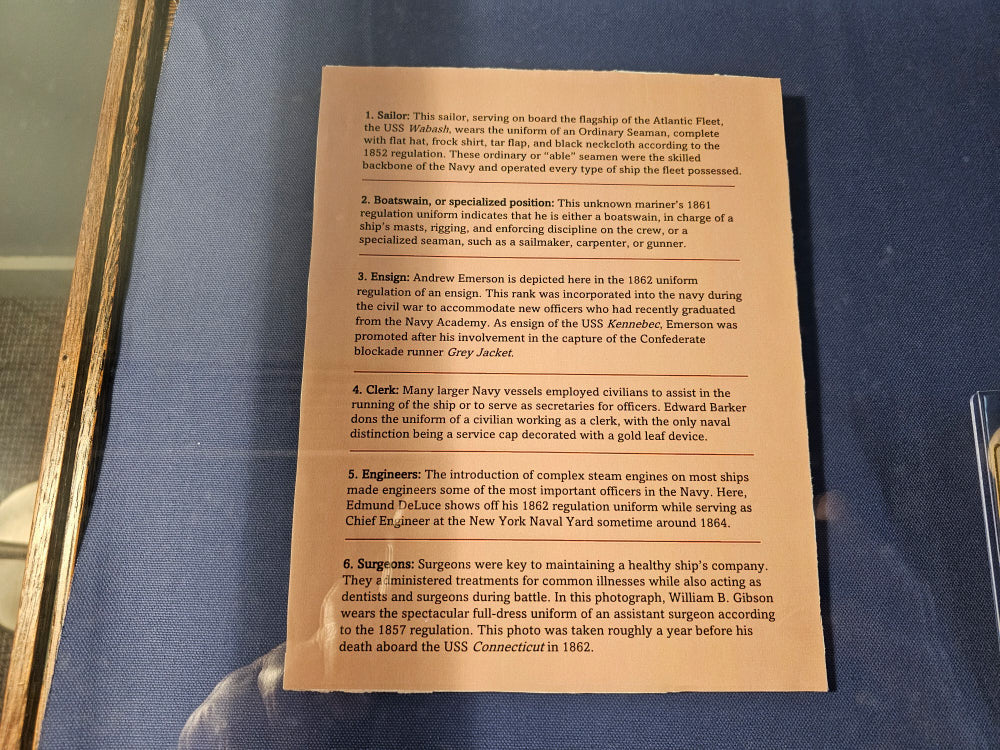 1. Sailor: This sailor, serving on board the flagship of the Atlantic Fleet,
the USS Wabash, wears the uniform of an Ordinary Seaman, complete
with flat hat, frock shirt, tar flap, and black neckcloth according to the
1852 regulation. These ordinary or “able” seamen were the skilled
backbone of the Navy and operated every type of ship the fleet possessed.
2. Boatswain, or specialized position: This unknown mariner's 1861
regulation uniform indicates that he is either a boatswain, in charge of a
ship's masts, rigging, and enforcing discipline on the crew, or a
specialized seaman, such as a sailmaker, carpenter, or gunner.
3. Ensign: Andrew Emerson is depicted here in the 1862 uniform
regulation of an ensign. This rank was incorporated into the navy during
the civil war to accommodate new officers who had recently graduated
from the Navy Academy. As ensign of the USS Kennebec, Emerson was
promoted after his involvement in the capture of the Confederate
blockade runner Grey Jacket.
4. Clerk: Many larger Navy vessels employed civilians to assist in the
running of the ship or to serve as secretaries for officers. Edward Barker
dons the uniform of a civilian working as a clerk, with the only naval
distinction being a service cap decorated with a gold leaf device.
5. Engineers: The introduction of complex steam engines on most ships
made engineers some of the most important officers in the Navy. Here,
Edmund DeLuce shows off his 1862 regulation uniform while serving as
Chief Engineer at the New York Naval Yard sometime around 1864.
6. Surgeons: Surgeons were key to maintaining a healthy ship's company.
They administered treatments for common illnesses while also acting as
dentists and surgeons during battle. In this photograph, William B. Gibson
wears the spectacular full-dress uniform of an assistant surgeon according
to the 1857 regulation. This photo was taken roughly a year before his
death aboard the USS Connecticut in 1862.